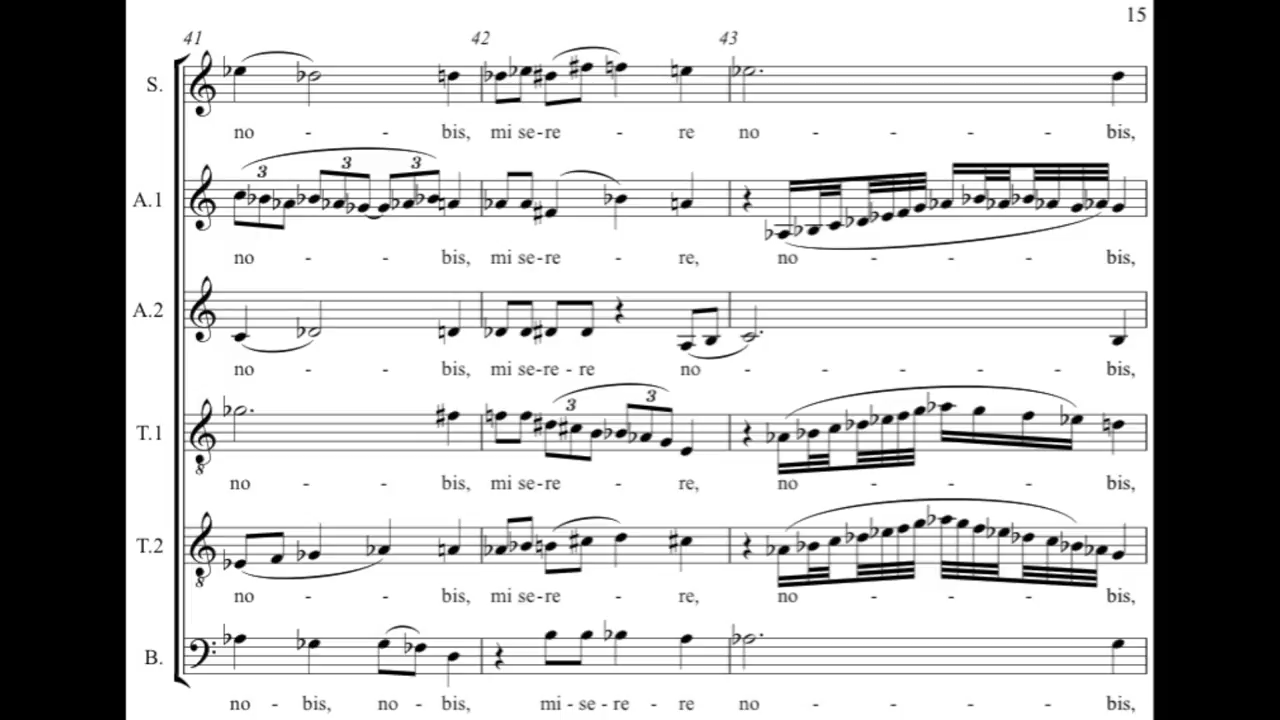 15
41 42 43
S.
no - - bis, mi se-re - re no - - - - bis,
3 3 3
A.1
no - - bis, mi se-re - re, no - - - bis,
A.2
no - - bis, mi se-re - re no - - - - - bis,
3 3
T.1
8
no - - bis, mi se-re - re, no - - - bis,
T.2
8
no - - bis, mi se-re - re, no - - - bis,
B.
no - bis, no - bis, mi - se - re - re no - - - - bis,